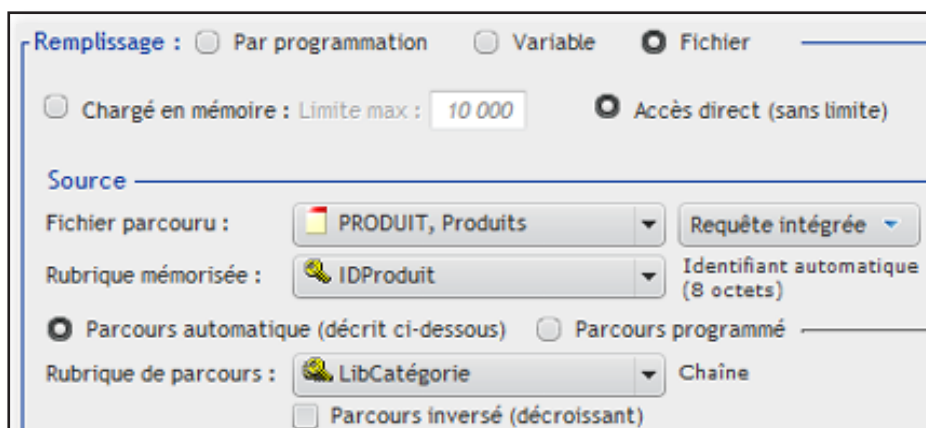 Remplissage : Par programmation Variable Fichier
Chargé en mémoire : Limite max : 10 000 Accès direct (sans limite)
Source
Fichier parcouru : PRODUIT, Produits Requête intégrée
Rubrique mémorisée : IDProduit Identifiant automatique
(8 octets)
Parcours automatique (décrit ci-dessous) Parcours programmé
Rubrique de parcours : LibCatégorie Chaîne
Parcours inversé (décroissant)